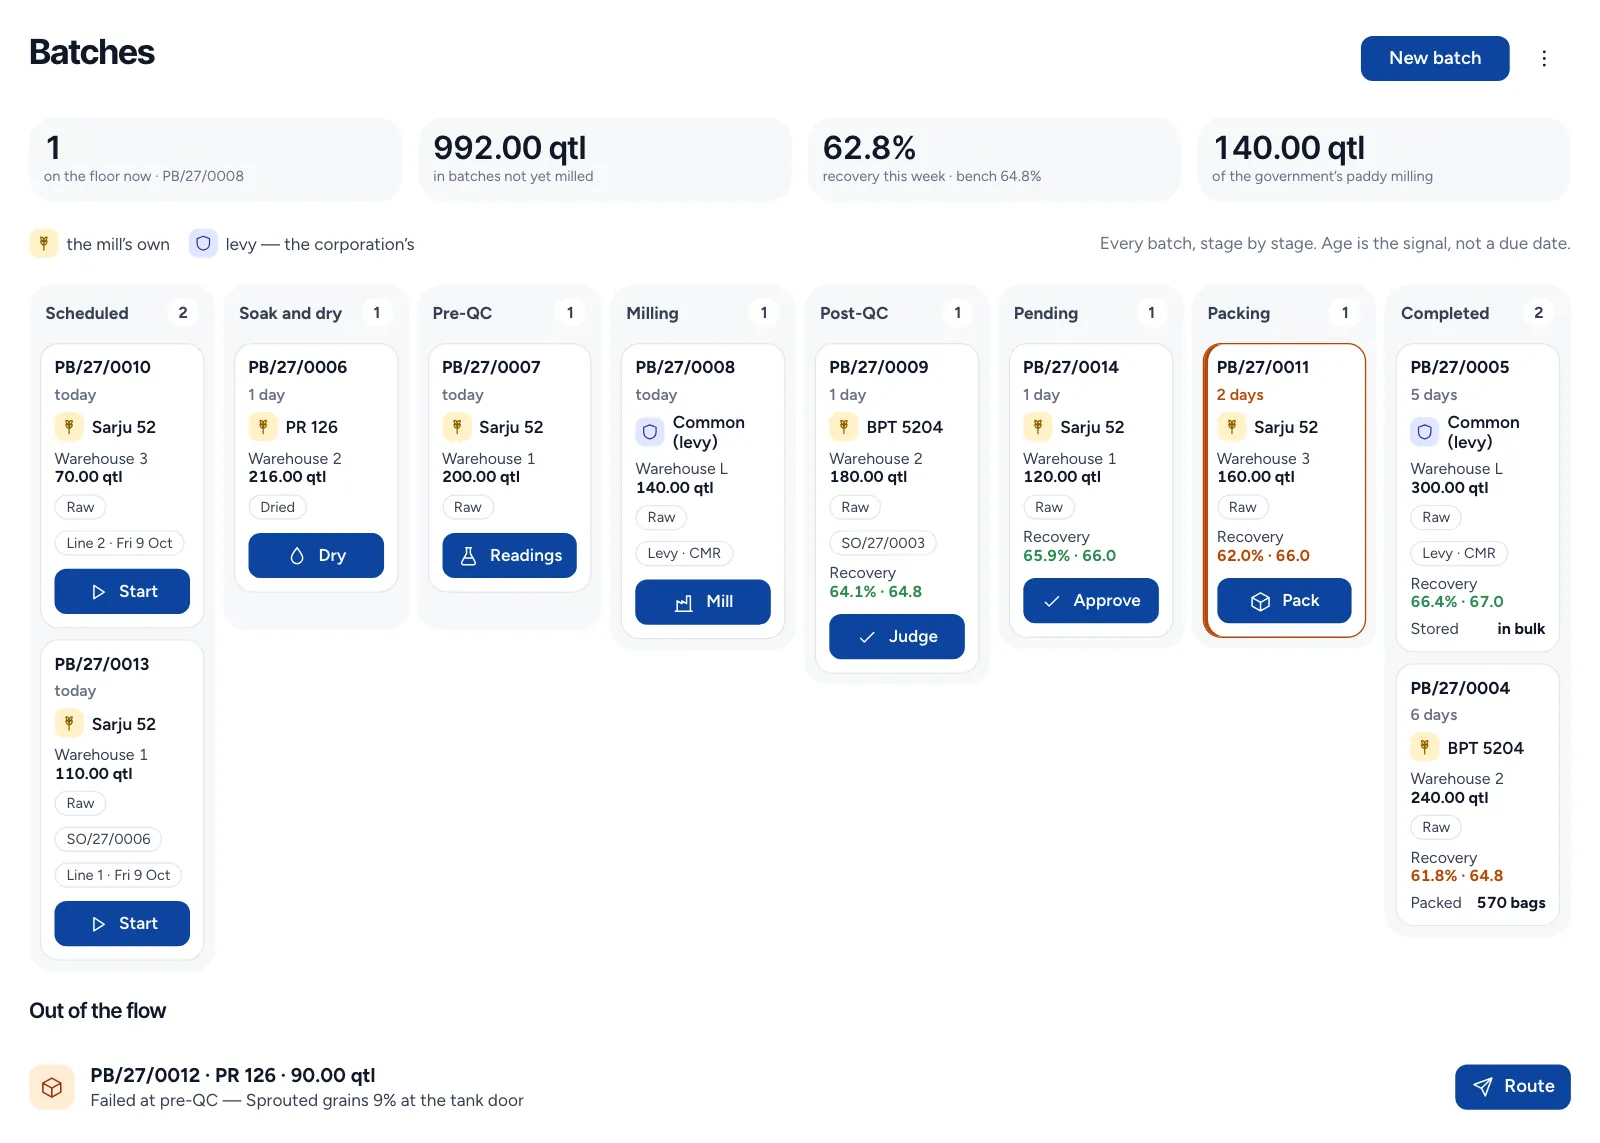 Batches
New batch
1
on the floor now · PB/27/0008
992.00 qtl
in batches not yet milled
62.8%
recovery this week · bench 64.8%
140.00 qtl
of the government's paddy milling
the mill's own
levy — the corporation's
Every batch, stage by stage. Age is the signal, not a due date.
Scheduled 2
PB/27/0010
today
Sarju 52
Warehouse 3
70.00 qtl
Raw
Line 2 · Fri 9 Oct
Start
PB/27/0013
today
Sarju 52
Warehouse 1
110.00 qtl
Raw
SO/27/0006
Line 1 · Fri 9 Oct
Start
Soak and dry 1
PB/27/0006
1 day
PR 126
Warehouse 2
216.00 qtl
Dried
Dry
Pre-QC 1
PB/27/0007
today
Sarju 52
Warehouse 1
200.00 qtl
Raw
Readings
Milling 1
PB/27/0008
today
Common
(levy)
Warehouse L
140.00 qtl
Raw
Levy · CMR
Mill
Post-QC 1
PB/27/0009
1 day
BPT 5204
Warehouse 2
180.00 qtl
Raw
SO/27/0003
Recovery
64.1% · 64.8
Judge
Pending 1
PB/27/0014
1 day
Sarju 52
Warehouse 1
120.00 qtl
Raw
Recovery
65.9% · 66.0
Approve
Packing 1
PB/27/0011
2 days
Sarju 52
Warehouse 3
160.00 qtl
Raw
Recovery
62.0% · 66.0
Pack
Completed 2
PB/27/0005
5 days
Common
(levy)
Warehouse L
300.00 qtl
Raw
Levy · CMR
Recovery
66.4% · 67.0
Stored in bulk
PB/27/0004
6 days
BPT 5204
Warehouse 2
240.00 qtl
Raw
Recovery
61.8% · 64.8
Packed 570 bags
Out of the flow
PB/27/0012 · PR 126 · 90.00 qtl
Failed at pre-QC — Sprouted grains 9% at the tank door
Route